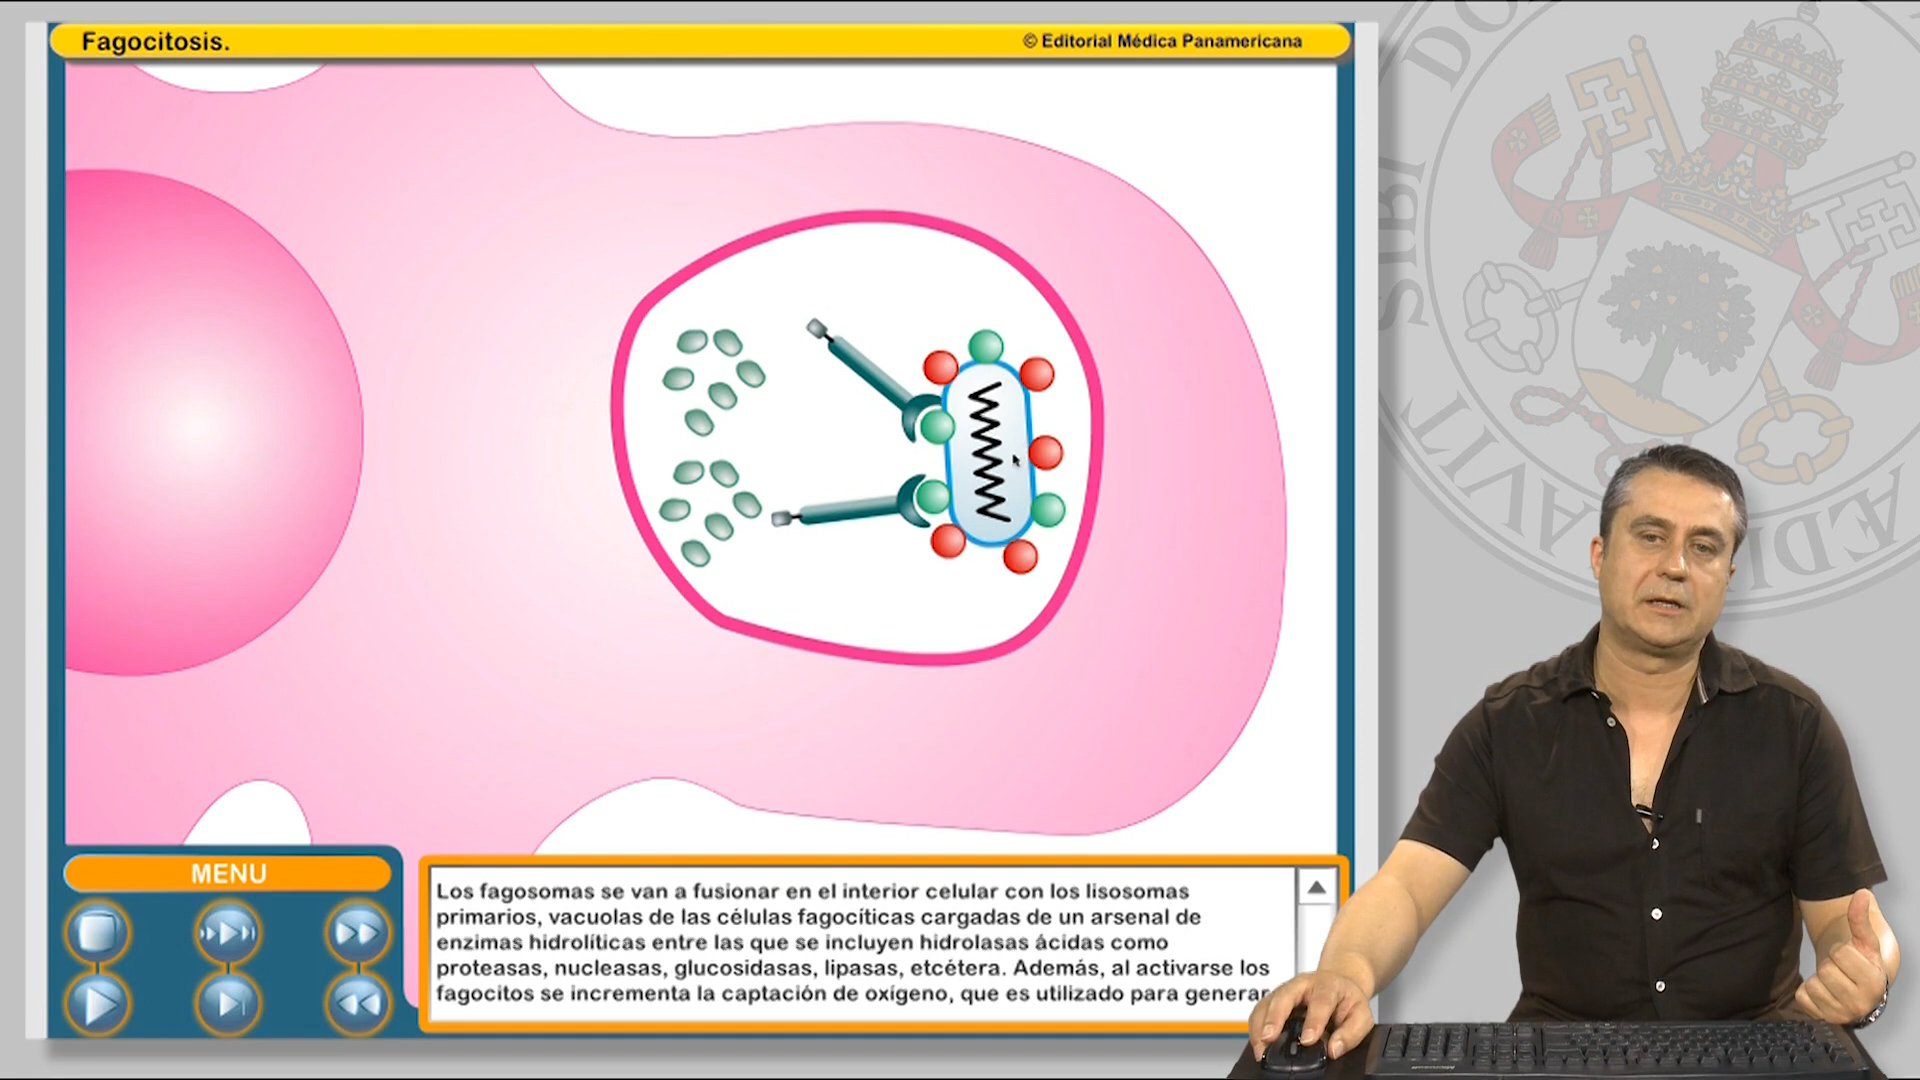 Fagocitosis.
© Editorial Médica Panamericana
SIBI
ÆDI
AVIT
MENU
Los fagosomas se van a fusionar en el interior celular con los lisosomas
primarios, vacuolas de las células fagocíticas cargadas de un arsenal de
enzimas hidrolíticas entre las que se incluyen hidrolasas ácidas como
proteasas, nucleasas, glucosidasas, lipasas, etcétera. Además, al activarse los
fagocitos se incrementa la captación de oxígeno, que es utilizado para generar